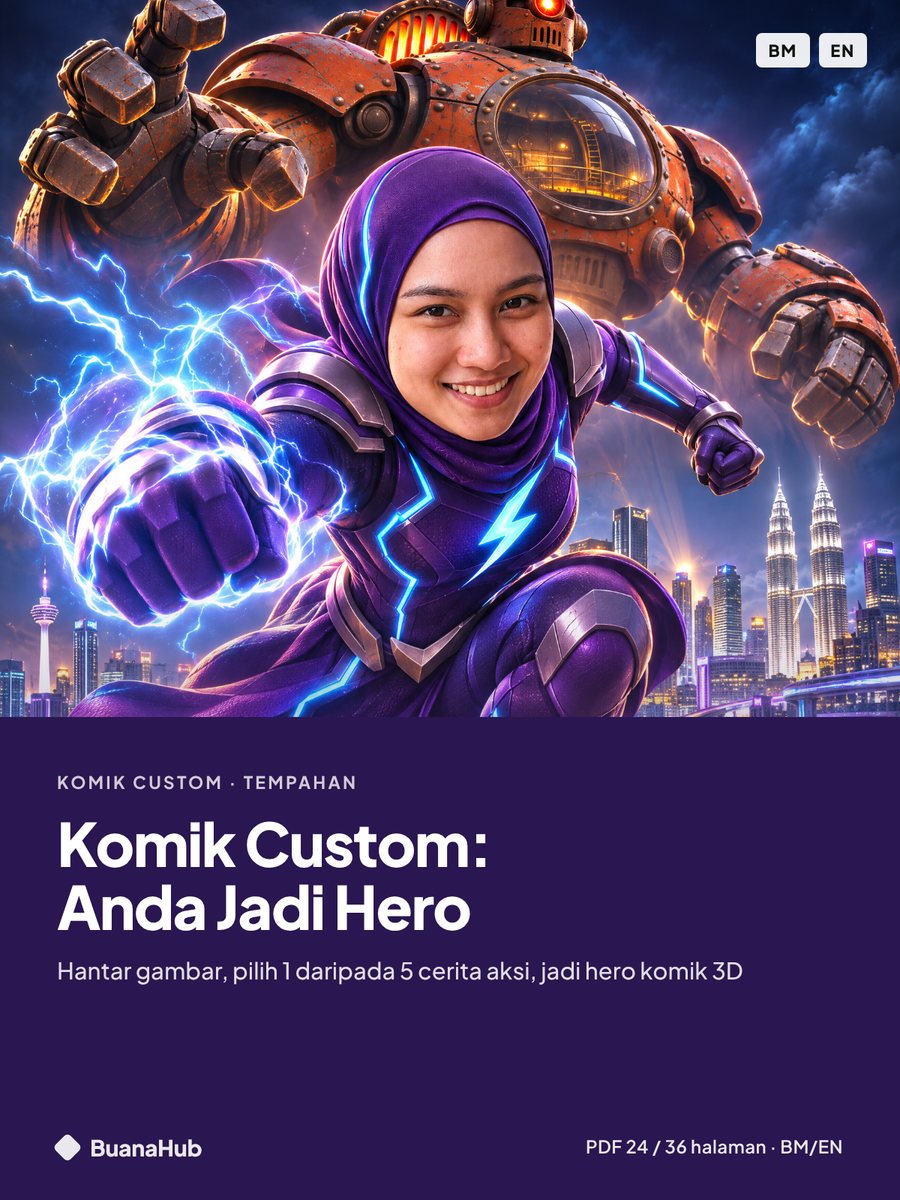 BM EN
KOMIK CUSTOM · TEMPAHAN
Komik Custom:
Anda Jadi Hero
Hantar gambar, pilih 1 daripada 5 cerita aksi, jadi hero komik 3D
BuanaHub
PDF 24 / 36 halaman · BM/EN